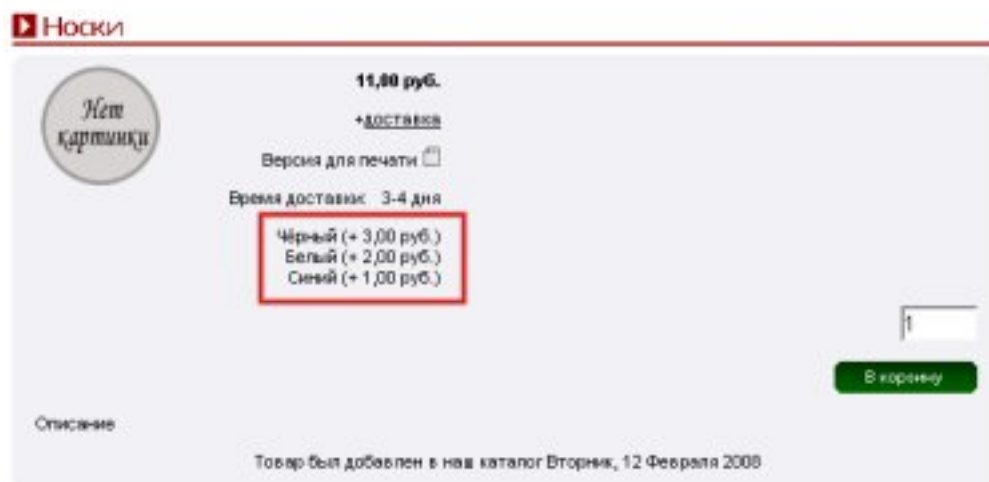 Носки
Нет
картинки
11,00 руб.
+доставка
Версия для печати
Время доставки: 3-4 дня
Чёрный (+ 3,00 руб.)
Белый (+ 2,00 руб.)
Синий (+ 1,00 руб.)
1
В корзину
Описание
Товар был добавлен в наш каталог Вторник, 12 Февраля 2008